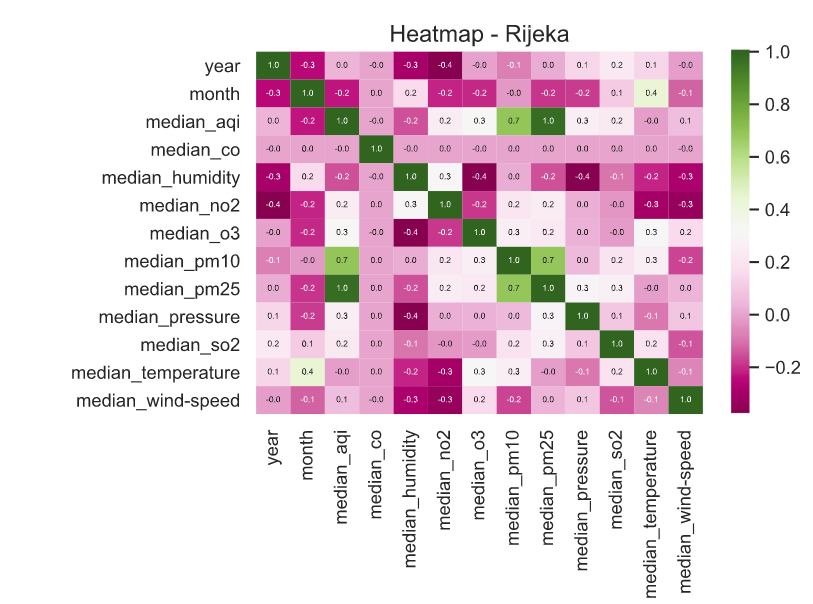 Heatmap - Rijeka
year 1.0 -0.3 0.0 -0.0 -0.3 -0.4 -0.0 -0.1 0.0 0.1 0.2 0.1 -0.0
month -0.3 1.0 -0.2 0.0 0.2 -0.2 -0.2 -0.0 -0.2 -0.2 0.1 0.4 -0.1
median_aqi 0.0 -0.2 1.0 -0.0 -0.2 0.2 0.3 0.7 1.0 0.3 0.2 -0.0 0.1
median_co -0.0 0.0 -0.0 1.0 -0.0 -0.0 -0.0 0.0 0.0 0.0 0.0 0.0 -0.0
median_humidity -0.3 0.2 -0.2 -0.0 1.0 0.3 -0.4 0.0 -0.2 -0.4 -0.1 -0.2 -0.3
median_no2 -0.4 -0.2 0.2 -0.0 0.3 1.0 -0.2 0.2 0.2 0.0 -0.0 -0.3 -0.3
median_o3 -0.0 -0.2 0.3 -0.0 -0.4 -0.2 1.0 0.3 0.2 0.0 -0.0 0.3 0.2
median_pm10 -0.1 -0.0 0.7 0.0 0.0 0.2 0.3 1.0 0.7 0.0 0.2 0.3 -0.2
median_pm25 0.0 -0.2 1.0 0.0 -0.2 0.2 0.2 0.7 1.0 0.3 0.3 -0.0 0.0
median_pressure 0.1 -0.2 0.3 0.0 -0.4 0.0 0.0 0.0 0.3 1.0 0.1 -0.1 0.1
median_so2 0.2 0.1 0.2 0.0 -0.1 -0.0 -0.0 0.2 0.3 0.1 1.0 0.2 -0.1
median_temperature 0.1 0.4 -0.0 0.0 -0.2 -0.3 0.3 0.3 -0.0 -0.1 0.2 1.0 -0.1
median_wind-speed -0.0 -0.1 0.1 -0.0 -0.3 -0.3 0.2 -0.2 0.0 0.1 -0.1 -0.1 1.0
year
month
median_aqi
median_co
median_humidity
median_no2
median_o3
median_pm10
median_pm25
median_pressure
median_so2
median_temperature
median_wind-speed
1.0
0.8
0.6
0.4
0.2
0.0
−0.2